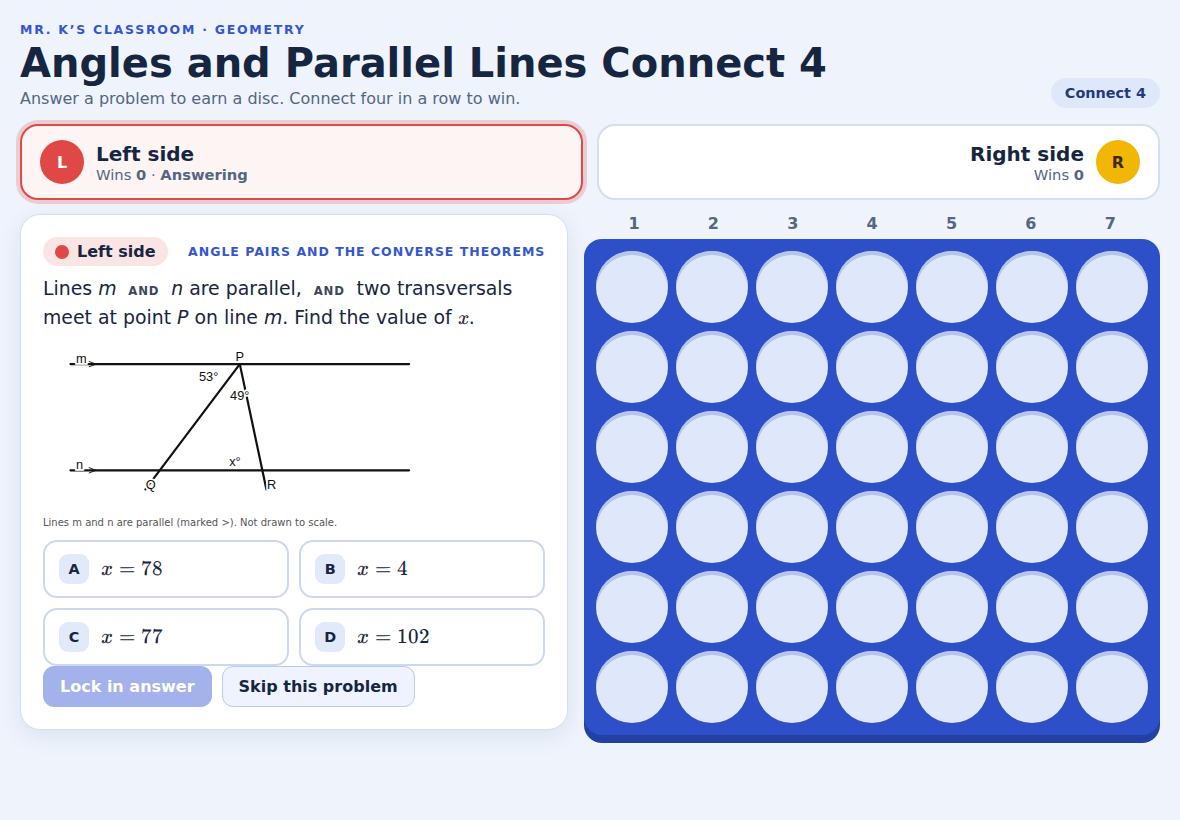 MR. K’S CLASSROOM · GEOMETRY
Angles and Parallel Lines Connect 4
Answer a problem to earn a disc. Connect four in a row to win.
Connect 4
L
Left side
Wins 0 · Answering
Right side
Wins 0
R
Left side
ANGLE PAIRS AND THE CONVERSE THEOREMS
Lines m AND n are parallel, AND two transversals
meet at point P on line m. Find the value of x.
m
P
53°
49°
n
x°
Q
R
Lines m and n are parallel (marked >). Not drawn to scale.
A x = 78
B x = 4
C x = 77
D x = 102
Lock in answer
Skip this problem
1 2 3 4 5 6 7